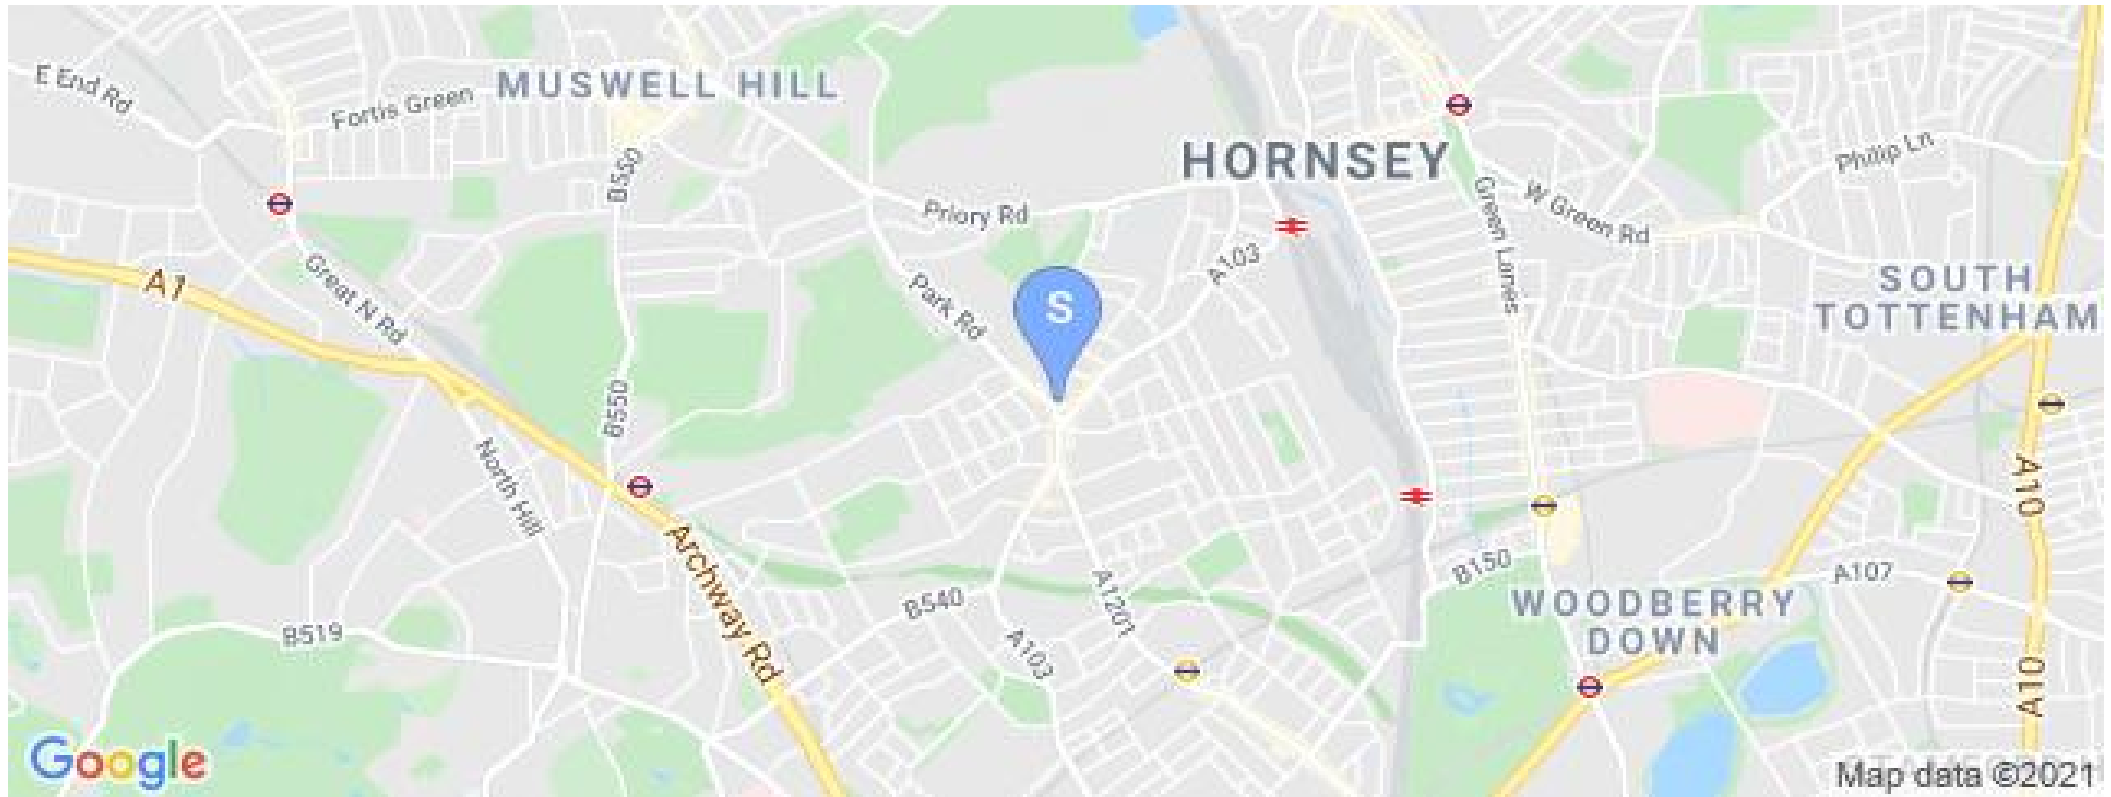 E End Rd
Fortis Green
MUSWELL HILL
B550
HORNSEY
Philip Ln
Priory Rd
Green Lanes
W Green Rd
A1
Great N Rd
Park Rd
A103
S
SOUTH
TOTTENHAM
B550
North Hill
A10
Archway Rd
B150
A107
B540
A1201
WOODBERRY
DOWN
B519
A103
A10
Google
Map data ©2021